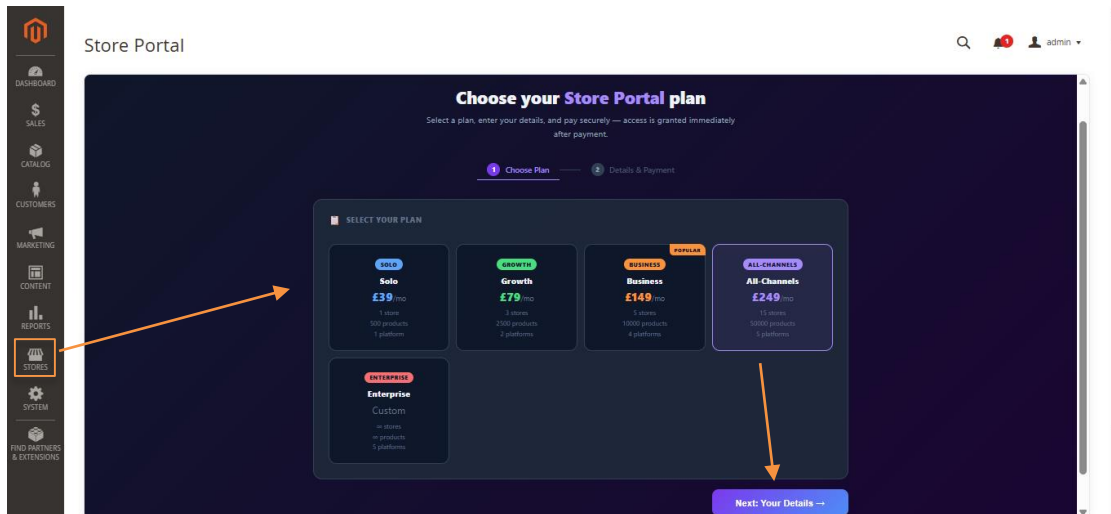 Store Portal
1
admin
DASHBOARD
$
SALES
CATALOG
CUSTOMERS
MARKETING
CONTENT
REPORTS
STORES
SYSTEM
FIND PARTNERS
& EXTENSIONS
Choose your Store Portal plan
Select a plan, enter your details, and pay securely — access is granted immediately
after payment.
1 Choose Plan
2 Details & Payment
SELECT YOUR PLAN
SOLO
Solo
£39/mo
1 store
500 products
1 platform
GROWTH
Growth
£79/mo
3 stores
2500 products
2 platforms
POPULAR
BUSINESS
Business
£149/mo
5 stores
10000 products
4 platforms
ALL-CHANNELS
All-Channels
£249/mo
15 stores
50000 products
5 platforms
ENTERPRISE
Enterprise
Custom
∞ stores
∞ products
5 platforms
Next: Your Details →